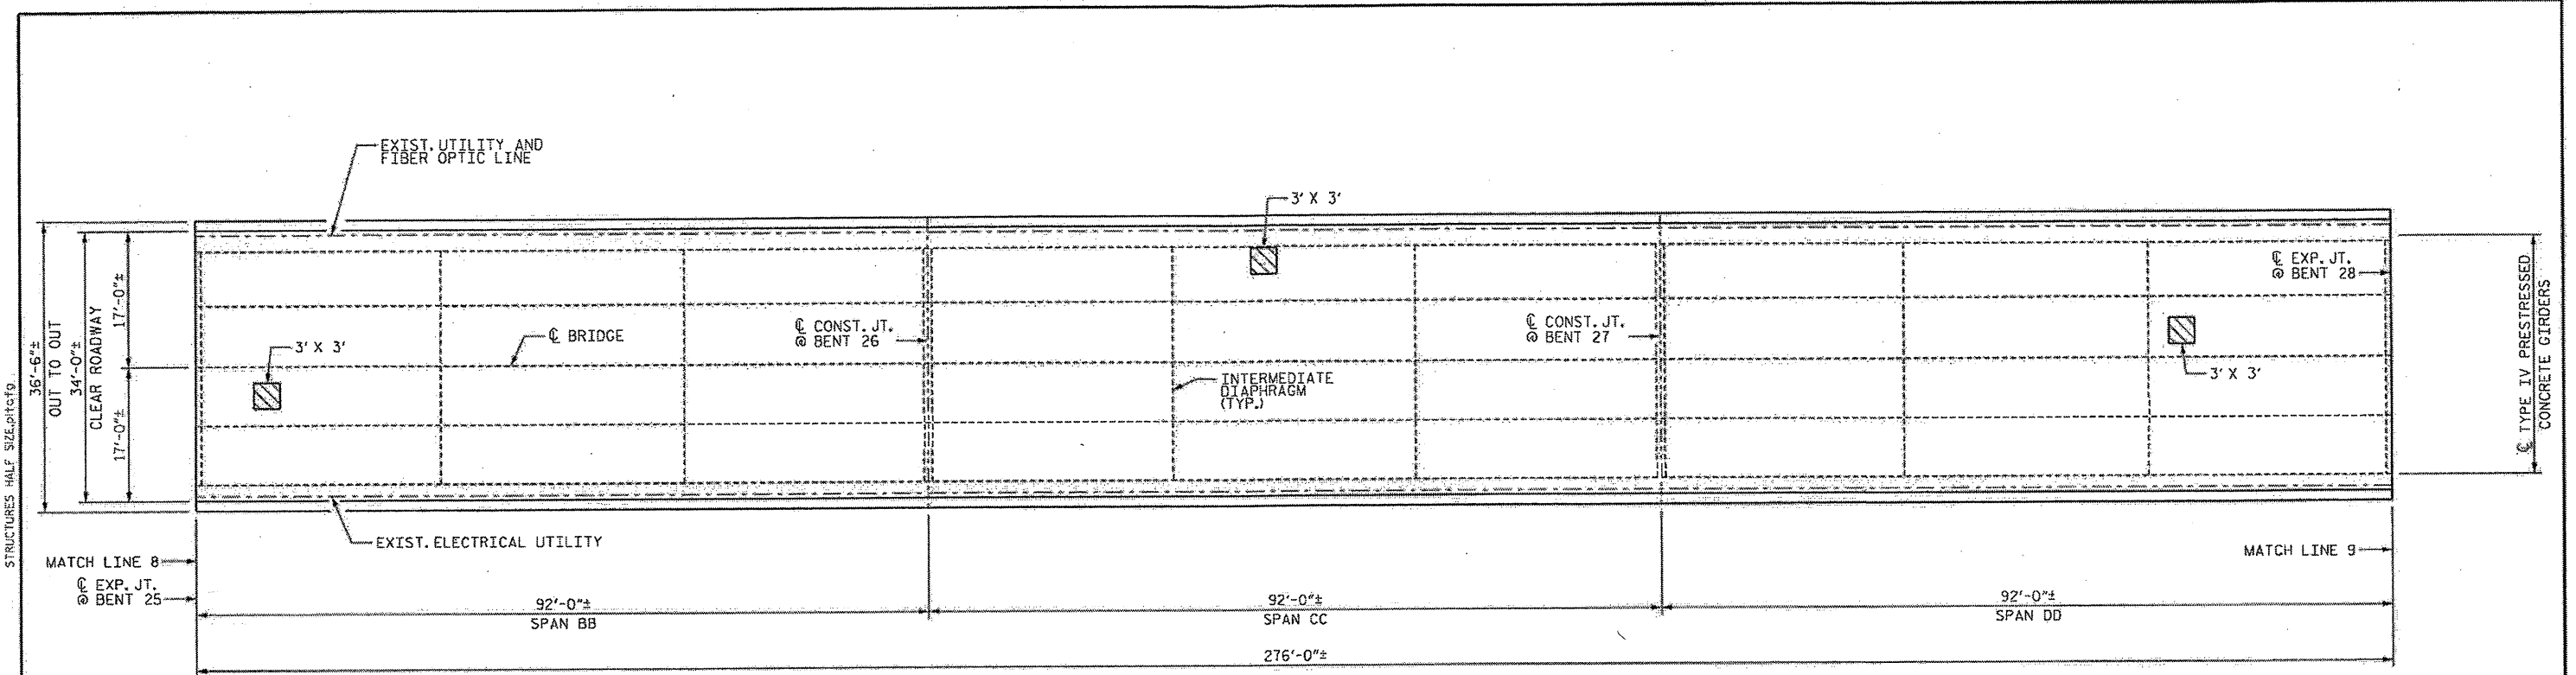 EXIST. UTILITY AND
FIBER OPTIC LINE
3' X 3'
36'-6"±
OUT TO OUT
34'-0"±
CLEAR ROADWAY
17'-0"±
17'-0"±
℄ BRIDGE
3' X 3'
℄ CONST. JT.
@ BENT 26
INTERMEDIATE
DIAPHRAGM
(TYP.)
℄ CONST. JT.
@ BENT 27
℄ EXP. JT.
@ BENT 28
3' X 3'
℄ TYPE IV PRESTRESSED
CONCRETE GIRDERS
EXIST. ELECTRICAL UTILITY
MATCH LINE 8
℄ EXP. JT.
@ BENT 25
MATCH LINE 9
92'-0"±
SPAN BB
92'-0"±
SPAN CC
92'-0"±
SPAN DD
276'-0"±
STRUCTURES HALF SIZE.pltcfg